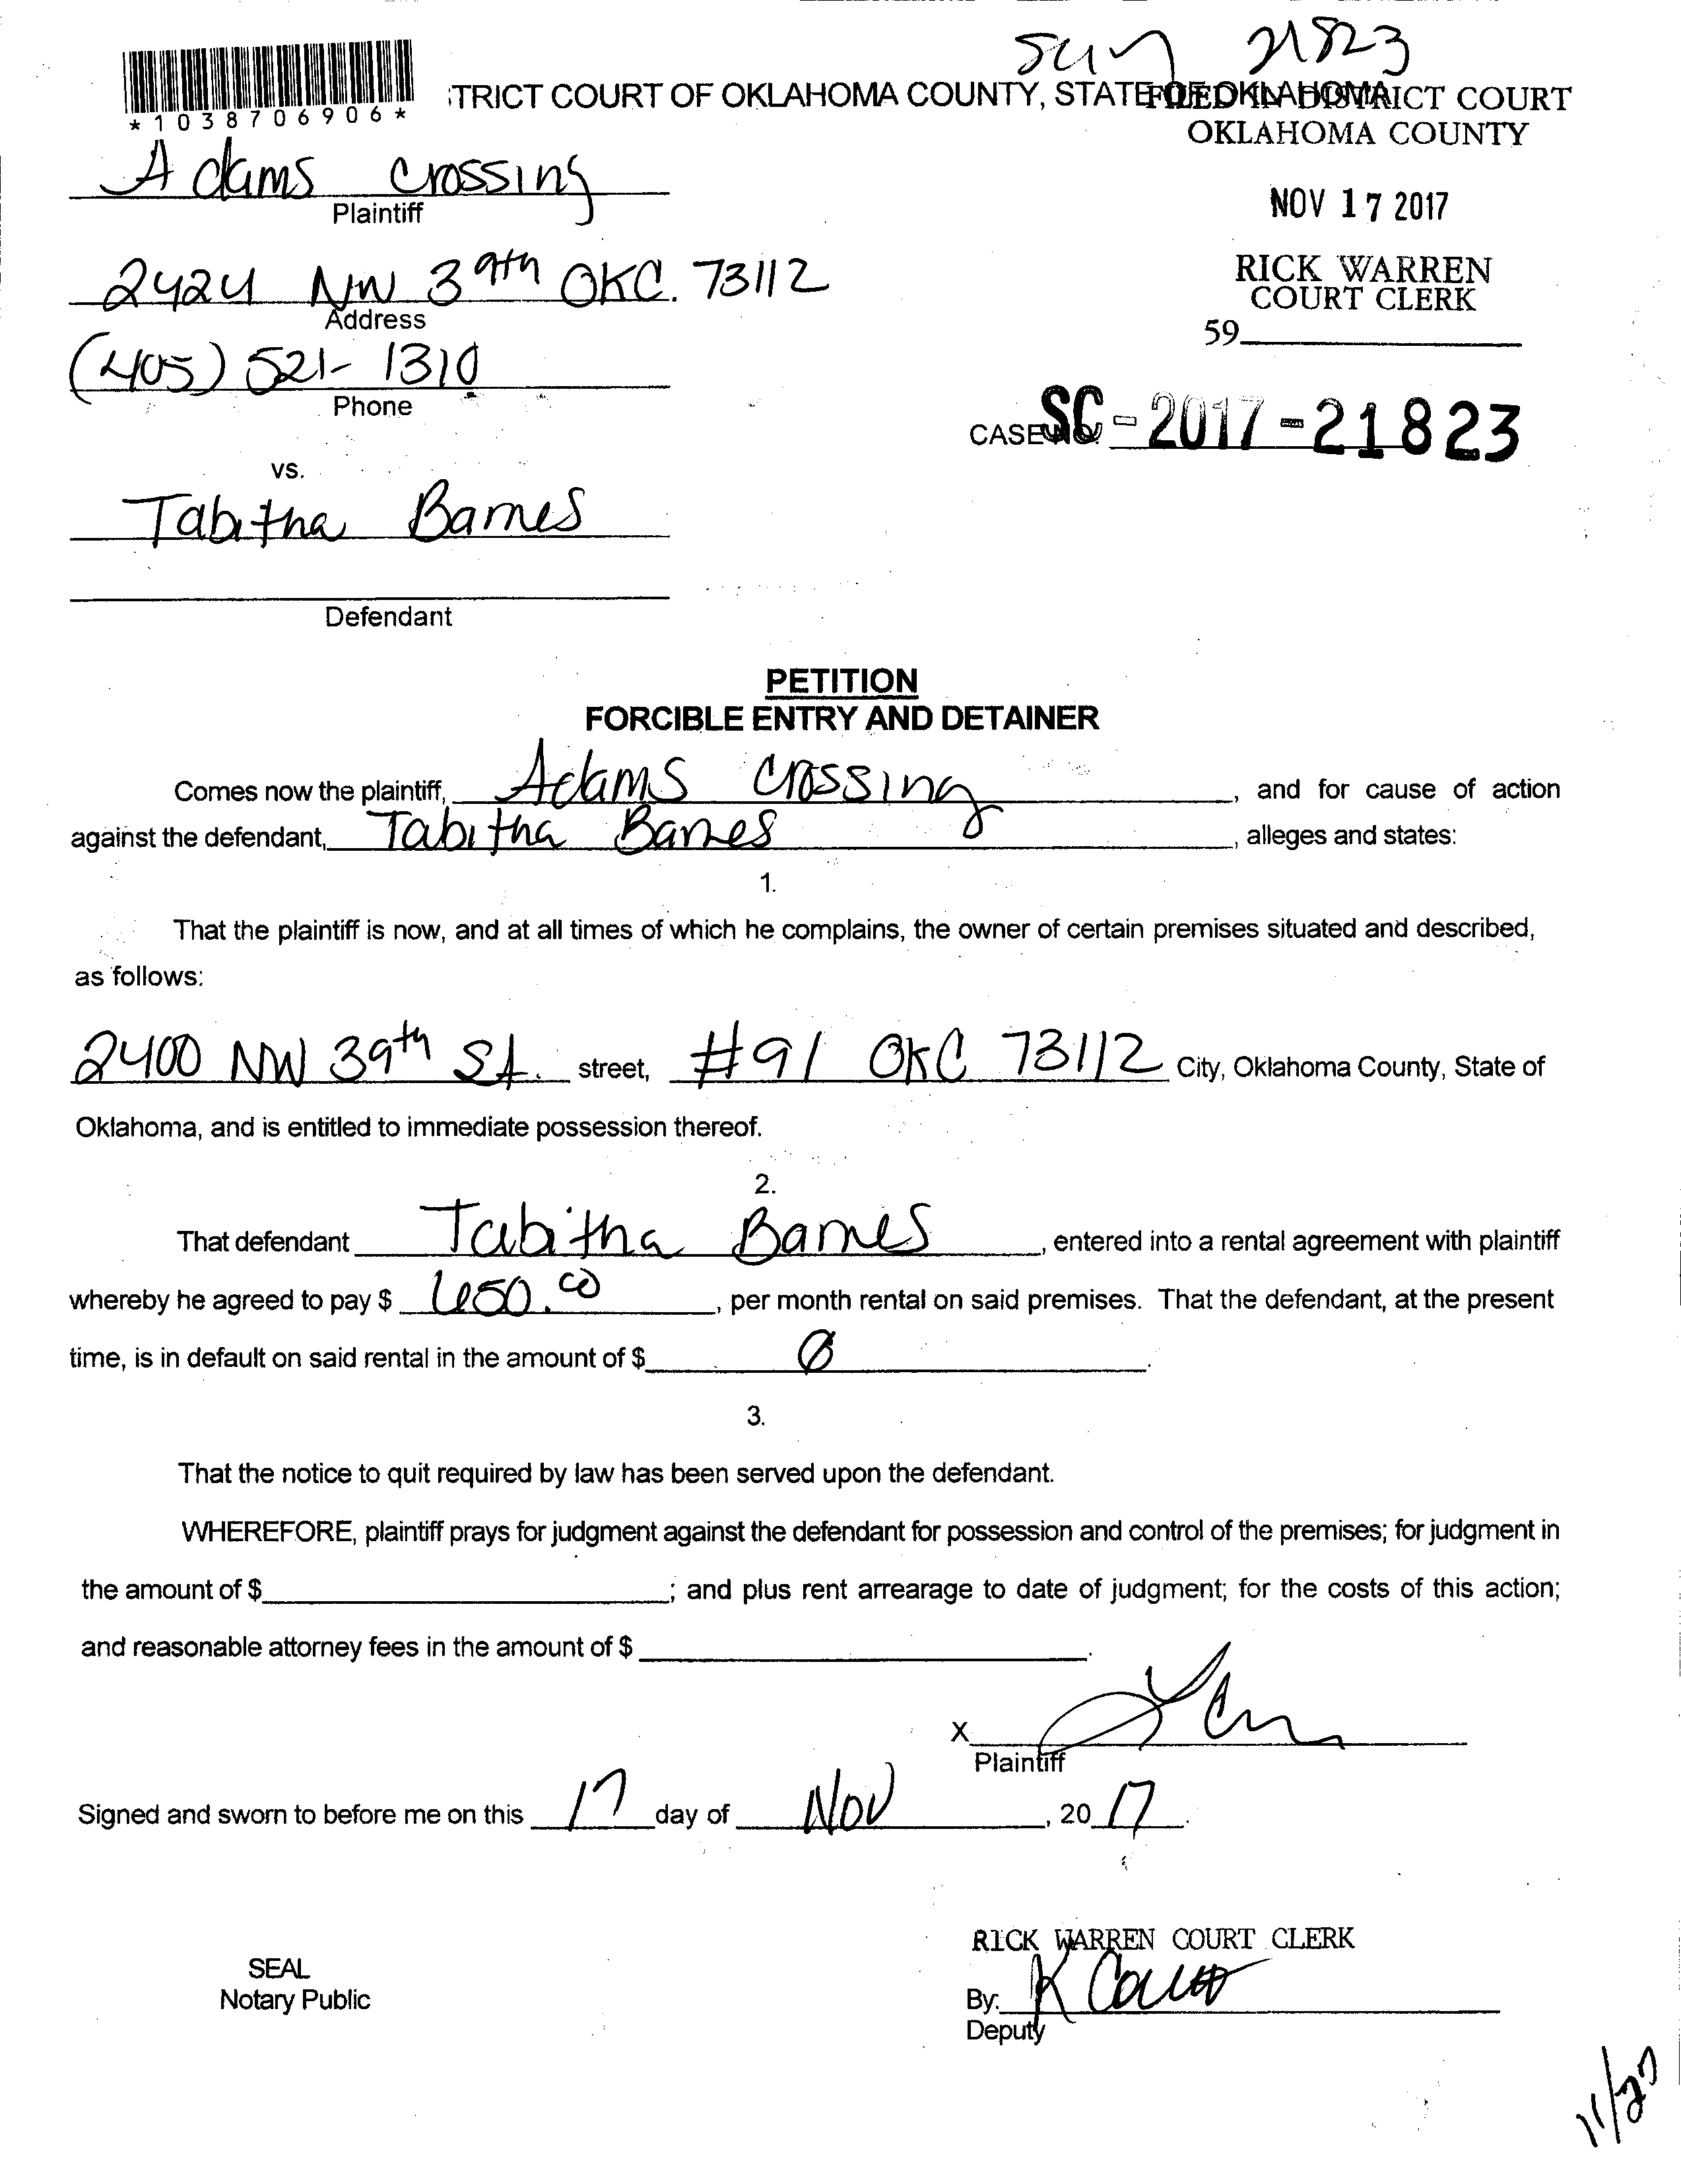 21823
*1038706906*
TRICT COURT OF OKLAHOMA COUNTY, STATE OF OKLAHOMA
FILED IN DISTRICT COURT
OKLAHOMA COUNTY
Adams Crossing
Plaintiff
NOV 17 2017
2424 NW 39th OKC. 73112
Address
RICK WARREN
COURT CLERK
59
(405) 521-1310
Phone
CASE NO. SC-2017-21823
vs.
Tabitha Barnes
Defendant
PETITION
FORCIBLE ENTRY AND DETAINER
Comes now the plaintiff, Adams Crossing, and for cause of action
against the defendant, Tabitha Barnes, alleges and states:
1.
That the plaintiff is now, and at all times of which he complains, the owner of certain premises situated and described,
as follows:
2400 NW 39th St. street, #91 OKC 73112 City, Oklahoma County, State of
Oklahoma, and is entitled to immediate possession thereof.
2.
That defendant Tabitha Barnes, entered into a rental agreement with plaintiff
whereby he agreed to pay $ 650.00, per month rental on said premises. That the defendant, at the present
time, is in default on said rental in the amount of $ Ø.
3.
That the notice to quit required by law has been served upon the defendant.
WHEREFORE, plaintiff prays for judgment against the defendant for possession and control of the premises; for judgment in
the amount of $ ; and plus rent arrearage to date of judgment; for the costs of this action;
and reasonable attorney fees in the amount of $ .
X
Plaintiff
Signed and sworn to before me on this 17 day of Nov, 2017.
RICK WARREN COURT CLERK
SEAL
Notary Public
By:
Deputy